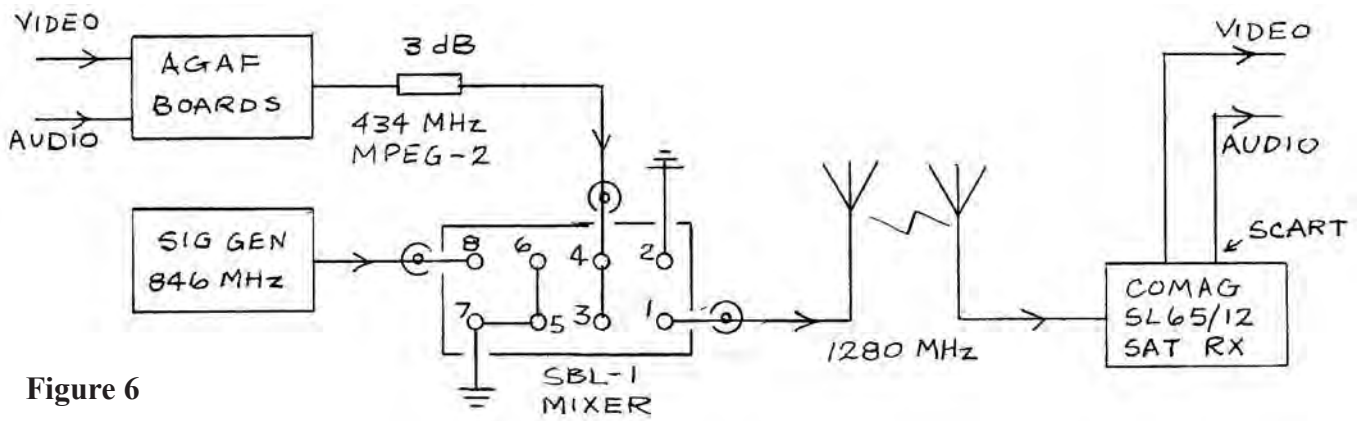 VIDEO
AUDIO
AGAF
BOARDS
3 dB
434 MHz
MPEG-2
SIG GEN
846 MHz
8
6
4
2
7
5
3
1
SBL-1
MIXER
1280 MHz
VIDEO
AUDIO
SCART
COMAG
SL65/12
SAT RX
Figure 6